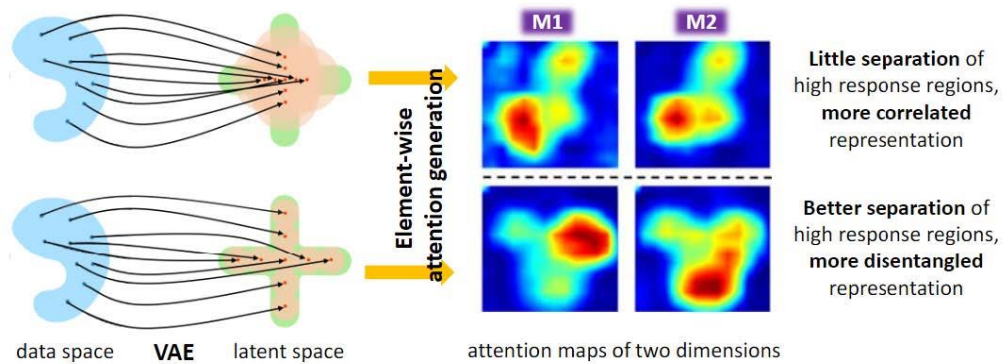 M1
M2
Little separation of
high response regions,
more correlated
representation
Element-wise
attention generation
Better separation of
high response regions,
more disentangled
representation
data space
VAE
latent space
attention maps of two dimensions